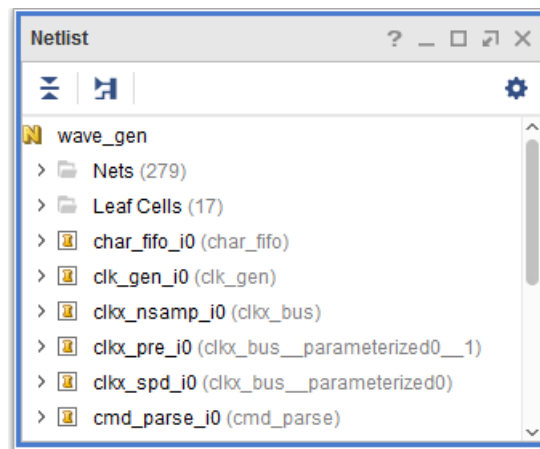 Netlist
wave_gen
Nets (279)
Leaf Cells (17)
char_fifo_i0 (char_fifo)
clk_gen_i0 (clk_gen)
clkx_nsamp_i0 (clkx_bus)
clkx_pre_i0 (clkx_bus__parameterized0__1)
clkx_spd_i0 (clkx_bus__parameterized0)
cmd_parse_i0 (cmd_parse)